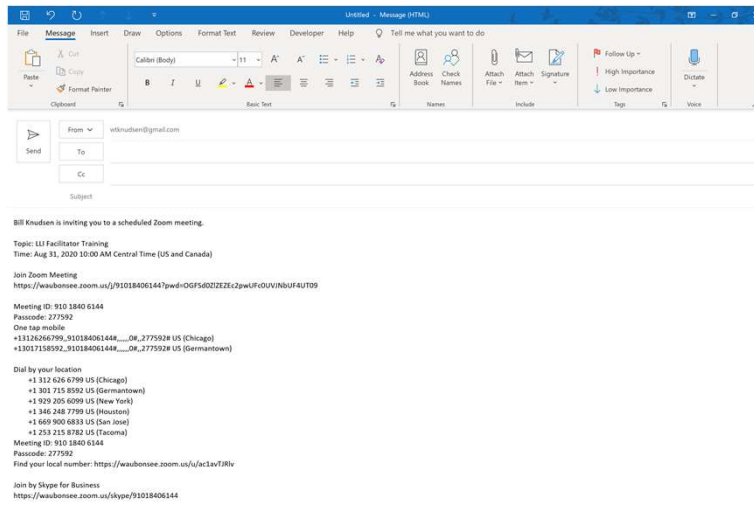 Untitled - Message (HTML)
File Message Insert Draw Options Format Text Review Developer Help Tell me what you want to do
Paste
Cut
Copy
Format Painter
Clipboard
Calibri (Body) 11 A A
B I U A
Basic Text
Address Book
Check Names
Names
Attach File
Attach Item
Signature
Include
Follow Up
High Importance
Low Importance
Tags
Dictate
Voice
Send
From wtknudsen@gmail.com
To
Cc
Subject
Bill Knudsen is inviting you to a scheduled Zoom meeting.
Topic: LLI Facilitator Training
Time: Aug 31, 2020 10:00 AM Central Time (US and Canada)
Join Zoom Meeting
https://waubonsee.zoom.us/j/91018406144?pwd=OGFSd0ZlZEZEc2pwUFc0UVJNbUF4UT09
Meeting ID: 910 1840 6144
Passcode: 277592
One tap mobile
+13126266799,,91018406144#,,,,,,0#,,277592# US (Chicago)
+13017158592,,91018406144#,,,,,,0#,,277592# US (Germantown)
Dial by your location
+1 312 626 6799 US (Chicago)
+1 301 715 8592 US (Germantown)
+1 929 205 6099 US (New York)
+1 346 248 7799 US (Houston)
+1 669 900 6833 US (San Jose)
+1 253 215 8782 US (Tacoma)
Meeting ID: 910 1840 6144
Passcode: 277592
Find your local number: https://waubonsee.zoom.us/u/ac1avTJRlv
Join by Skype for Business
https://waubonsee.zoom.us/skype/91018406144